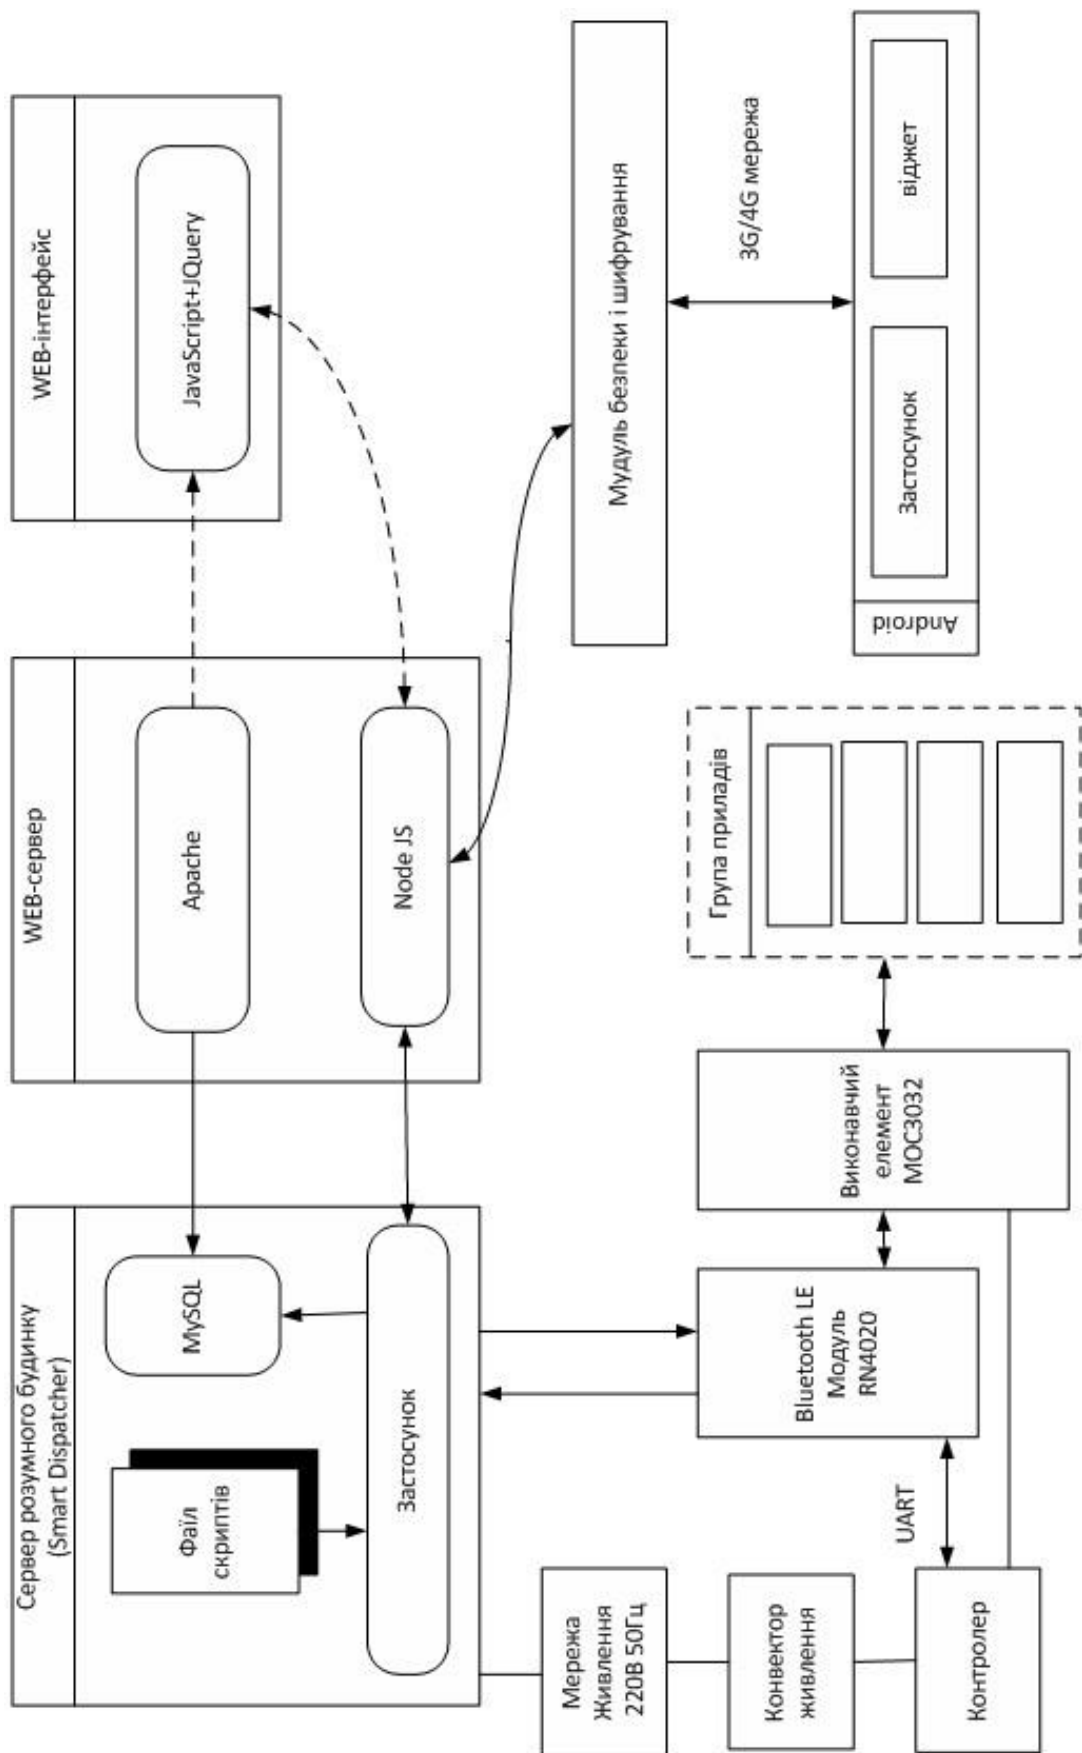 Сервер розумного будинку
(Smart Dispatcher)
Файл
скриптів
MySQL
Застосунок
WEB-сервер
Apache
Node JS
WEB-інтерфейс
JavaScript+JQuery
Мережа
Живлення
220В 50Гц
Конвектор
живлення
Контролер
UART
Bluetooth LE
Модуль
RN4020
Виконавчий
елемент
MOC3032
Група приладів
Мудуль безпеки і шифрування
3G/4G мережа
Android
Застосунок
віджет